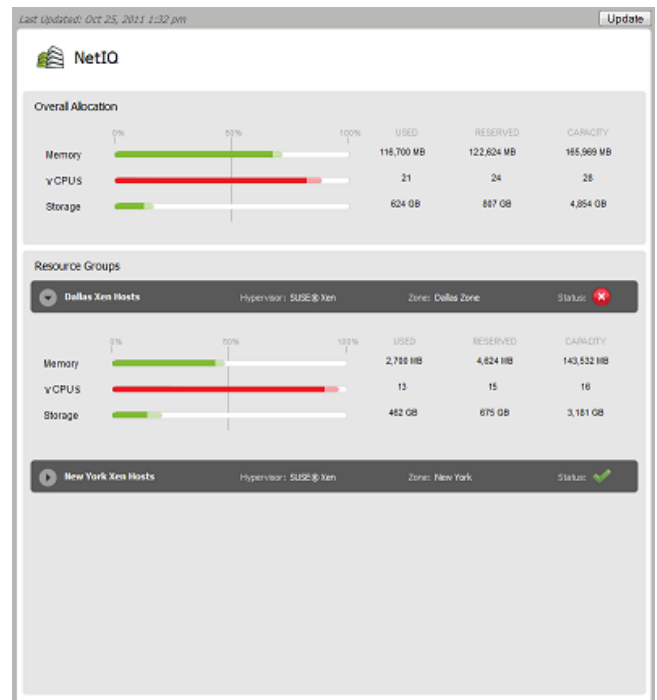 Last Updated: Oct 25, 2011 1:32 pm
Update
NetIQ
Overall Allocation
0% 50% 100% USED RESERVED CAPACITY
Memory 116,700 MB 122,624 MB 165,969 MB
vCPUS 21 24 28
Storage 624 GB 887 GB 4,854 GB
Resource Groups
Dallas Xen Hosts Hypervisor: SUSE® Xen Zone: Dallas Zone Status:
0% 50% 100% USED RESERVED CAPACITY
Memory 2,700 MB 4,624 MB 143,532 MB
vCPUS 13 15 16
Storage 462 GB 675 GB 3,181 GB
New York Xen Hosts Hypervisor: SUSE® Xen Zone: New York Status: